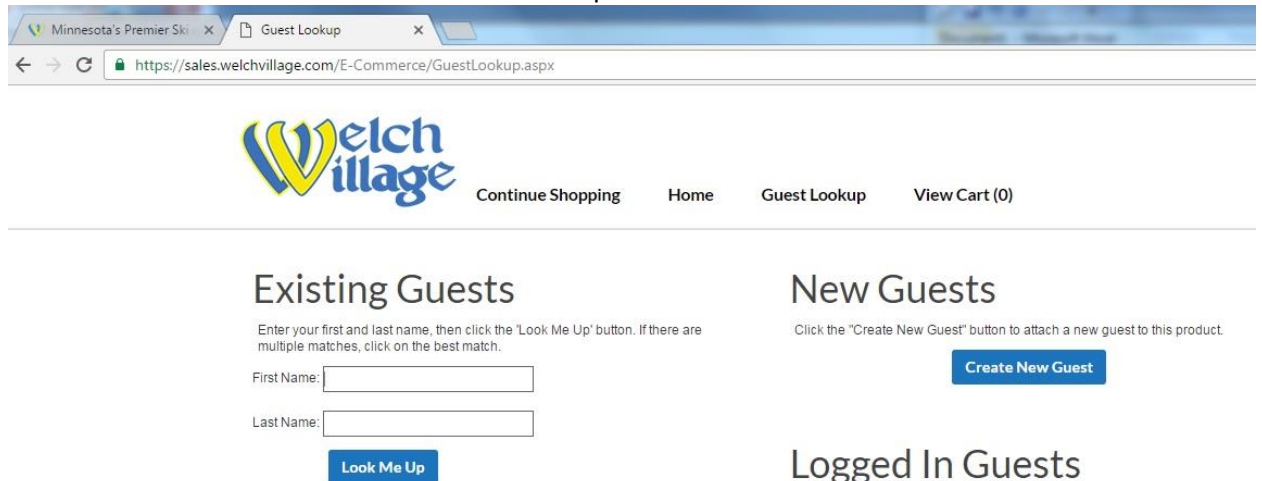 Minnesota's Premier Ski
Guest Lookup
https://sales.welchvillage.com/E-Commerce/GuestLookup.aspx
Welch
Village
Continue Shopping Home Guest Lookup View Cart (0)
Existing Guests
Enter your first and last name, then click the 'Look Me Up' button. If there are
multiple matches, click on the best match.
First Name:
Last Name:
Look Me Up
New Guests
Click the "Create New Guest" button to attach a new guest to this product.
Create New Guest
Logged In Guests